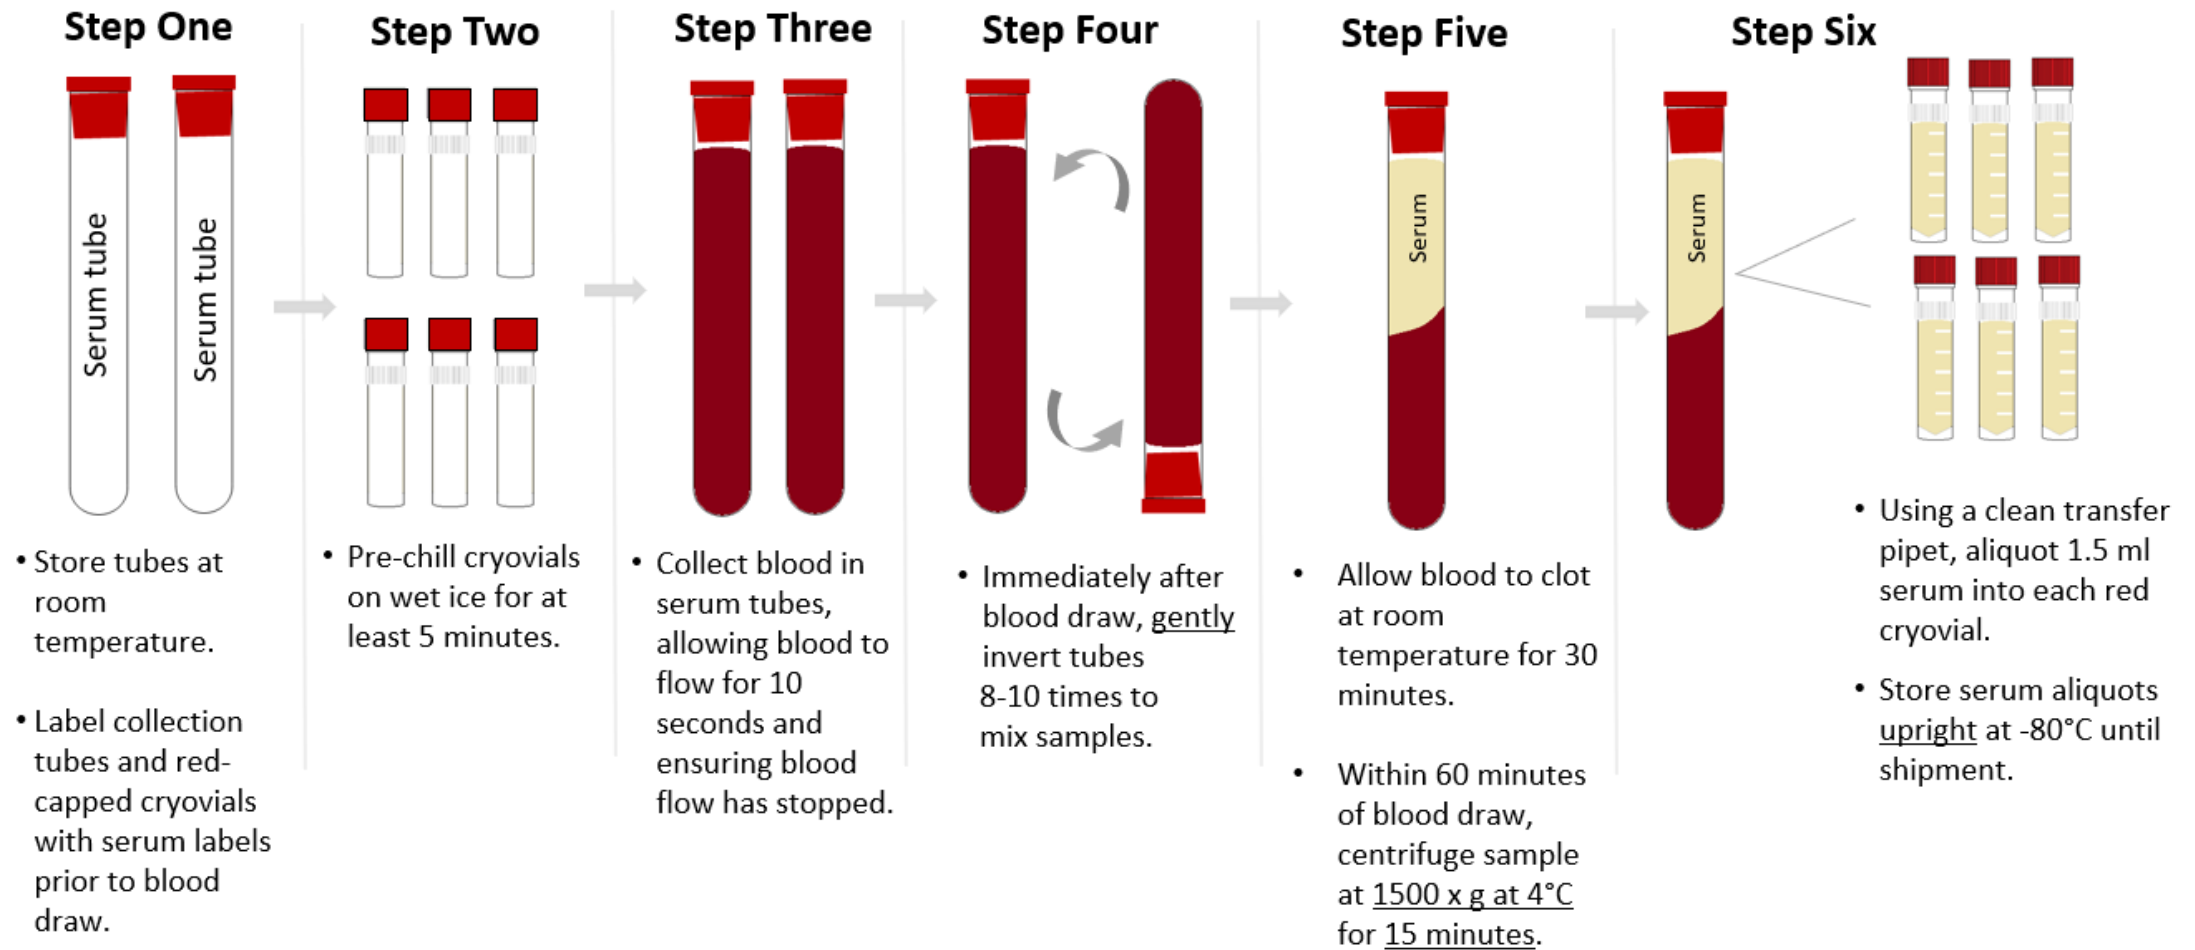 Step One
Serum tube
Serum tube
• Store tubes at
room
temperature.
• Label collection
tubes and red-
capped cryovials
with serum labels
prior to blood
draw.
Step Two
• Pre-chill cryovials
on wet ice for at
least 5 minutes.
Step Three
• Collect blood in
serum tubes,
allowing blood to
flow for 10
seconds and
ensuring blood
flow has stopped.
Step Four
• Immediately after
blood draw, gently
invert tubes
8-10 times to
mix samples.
Step Five
Serum
• Allow blood to clot
at room
temperature for 30
minutes.
• Within 60 minutes
of blood draw,
centrifuge sample
at 1500 x g at 4°C
for 15 minutes.
Step Six
Serum
• Using a clean transfer
pipet, aliquot 1.5 ml
serum into each red
cryovial.
• Store serum aliquots
upright at -80°C until
shipment.